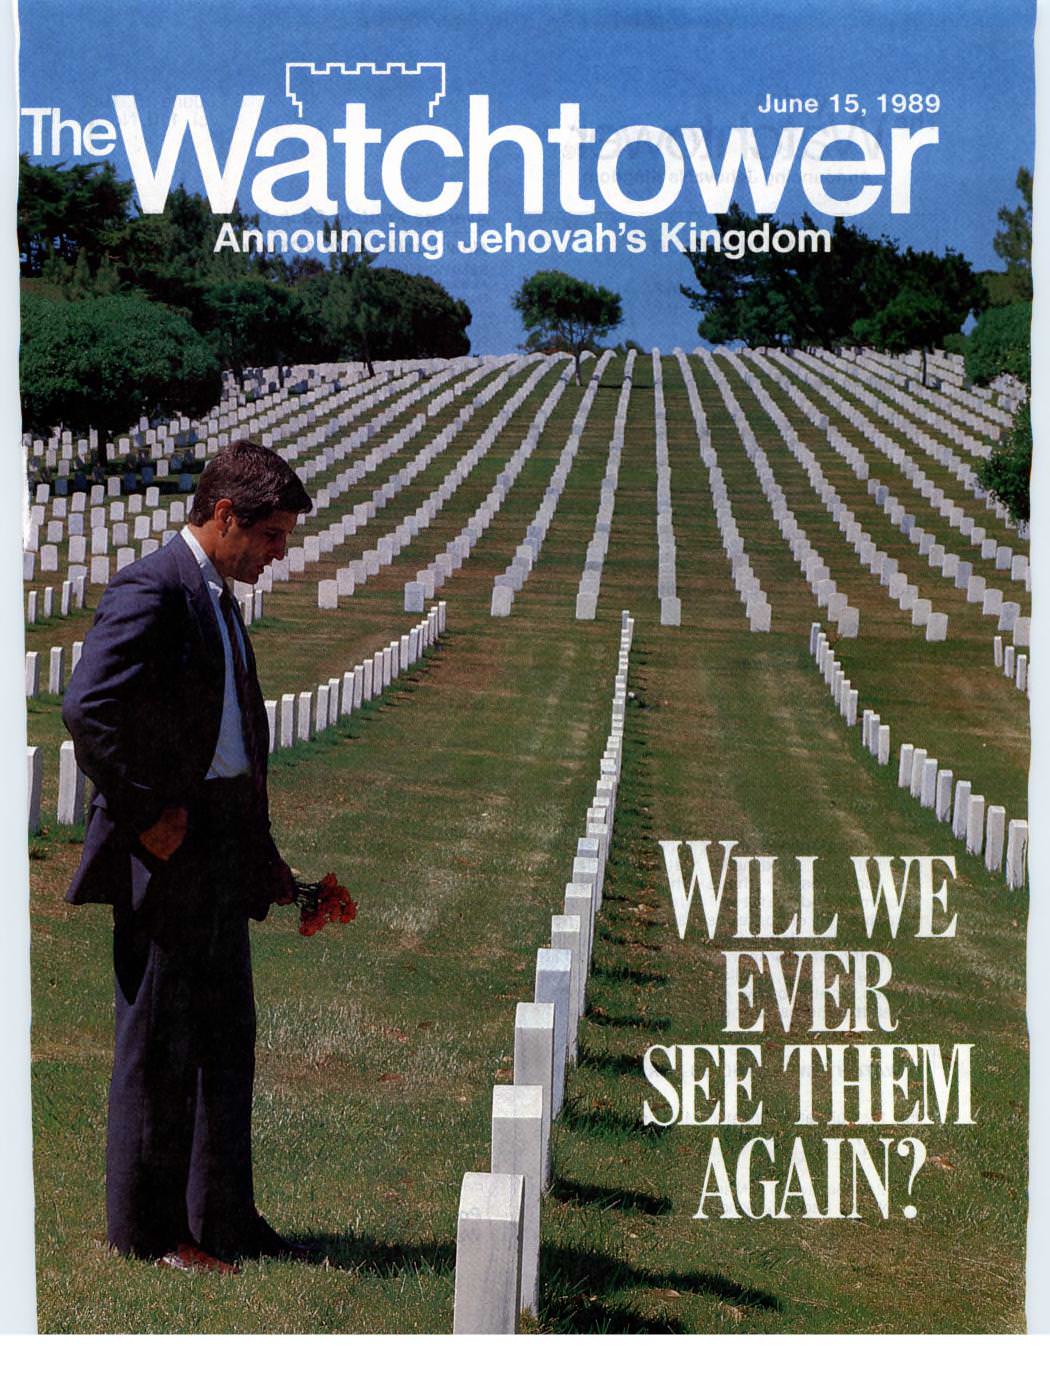 June 15, 1989
The Watchtower
Announcing Jehovah's Kingdom
WILL WE
EVER
SEE THEM
AGAIN?